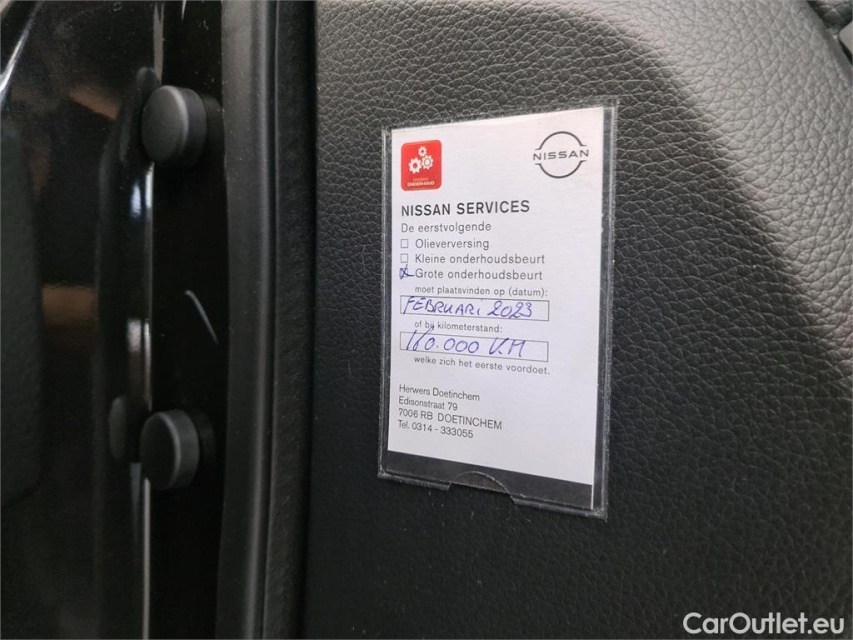 NISSAN
ONDERHOUD
NISSAN SERVICES
De eerstvolgende
Olieverversing
Kleine onderhoudsbeurt
Grote onderhoudsbeurt
moet plaatsvinden op (datum):
FEBRUARI 2023
of bij kilometerstand:
110.000 KM
welke zich het eerste voordoet.
Herwers Doetinchem
Edisonstraat 79
7006 RB DOETINCHEM
Tel. 0314 - 333055
CarOutlet.eu